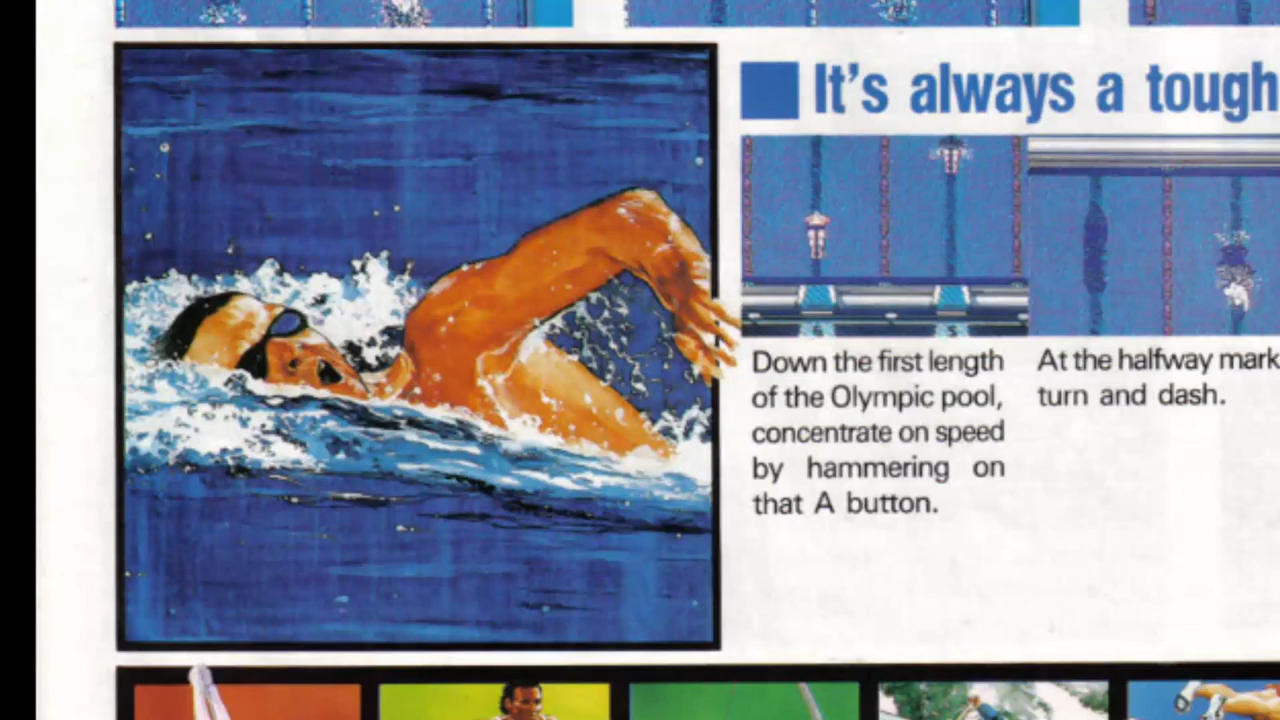 It's always a tough
Down the first length
of the Olympic pool,
concentrate on speed
by hammering on
that A button.
At the halfway mark
turn and dash.